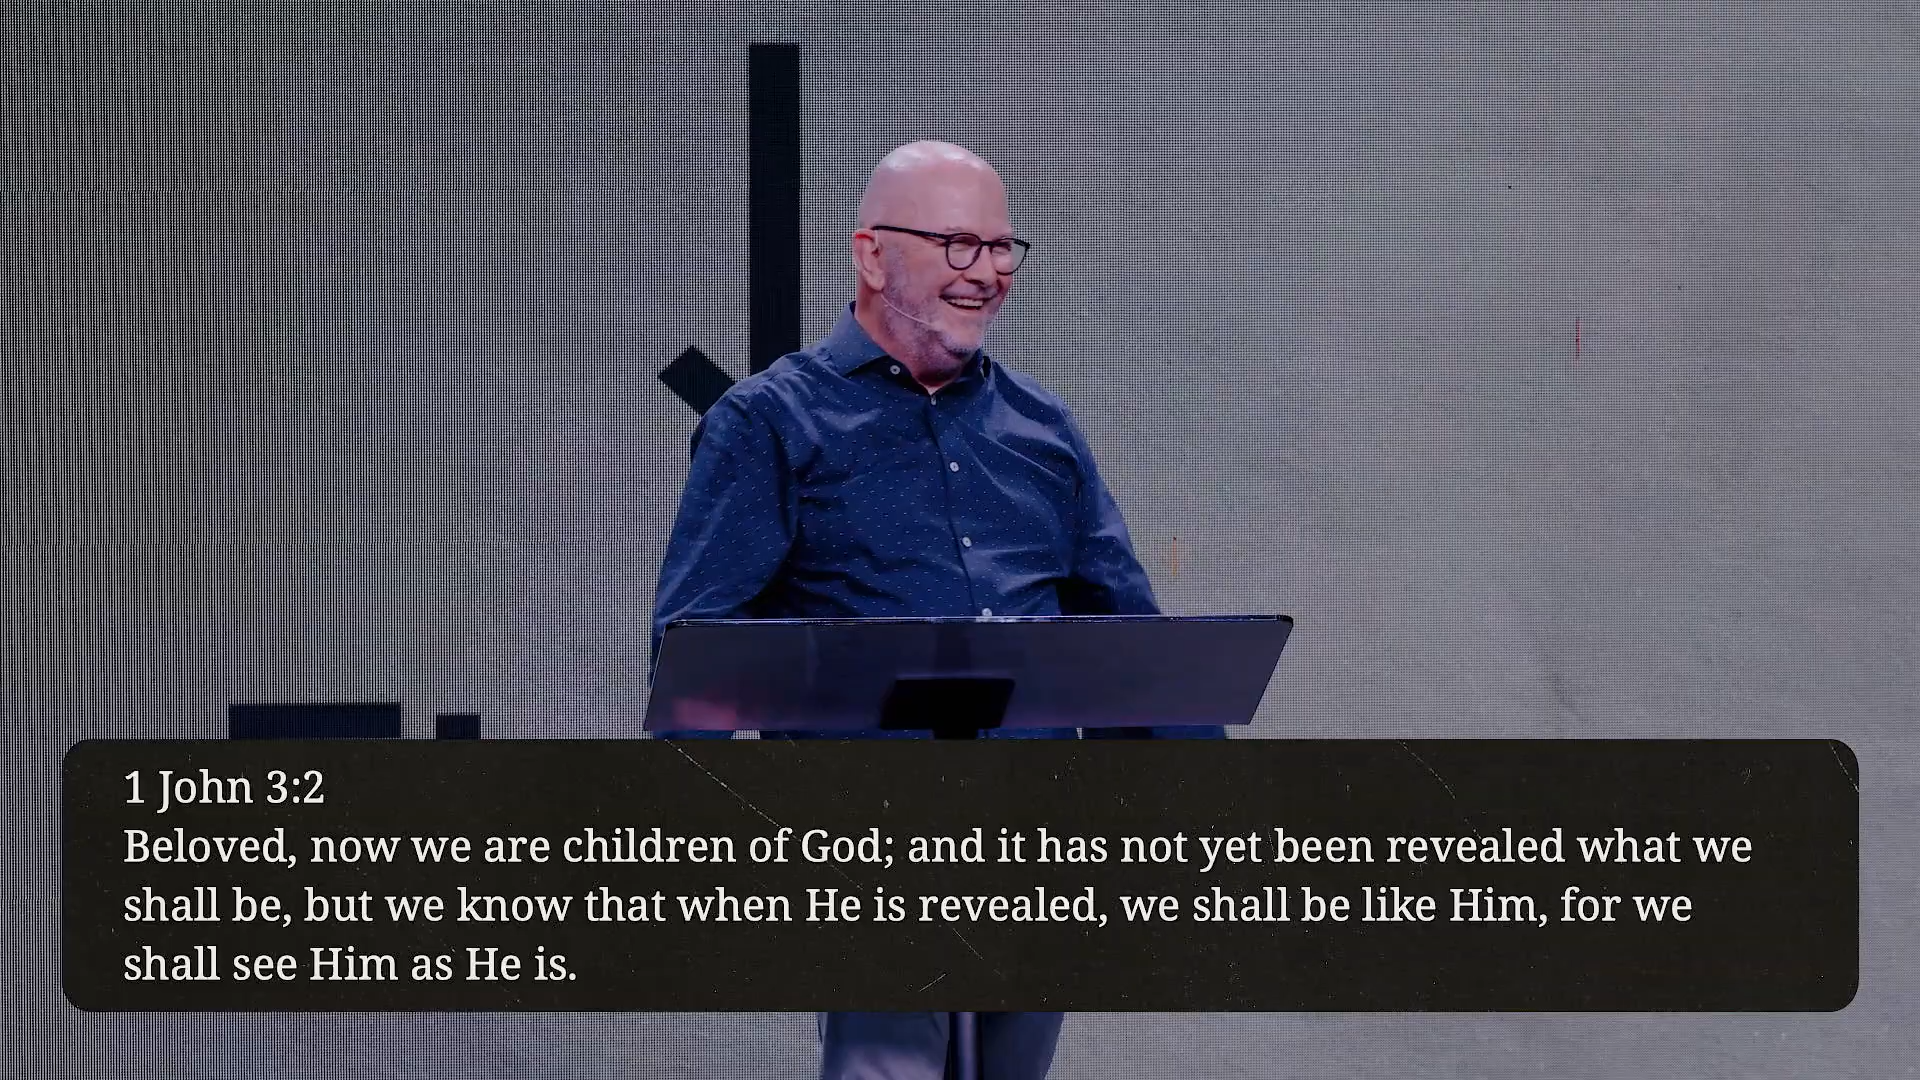 1 John 3:2
Beloved, now we are children of God; and it has not yet been revealed what we
shall be, but we know that when He is revealed, we shall be like Him, for we
shall see Him as He is.